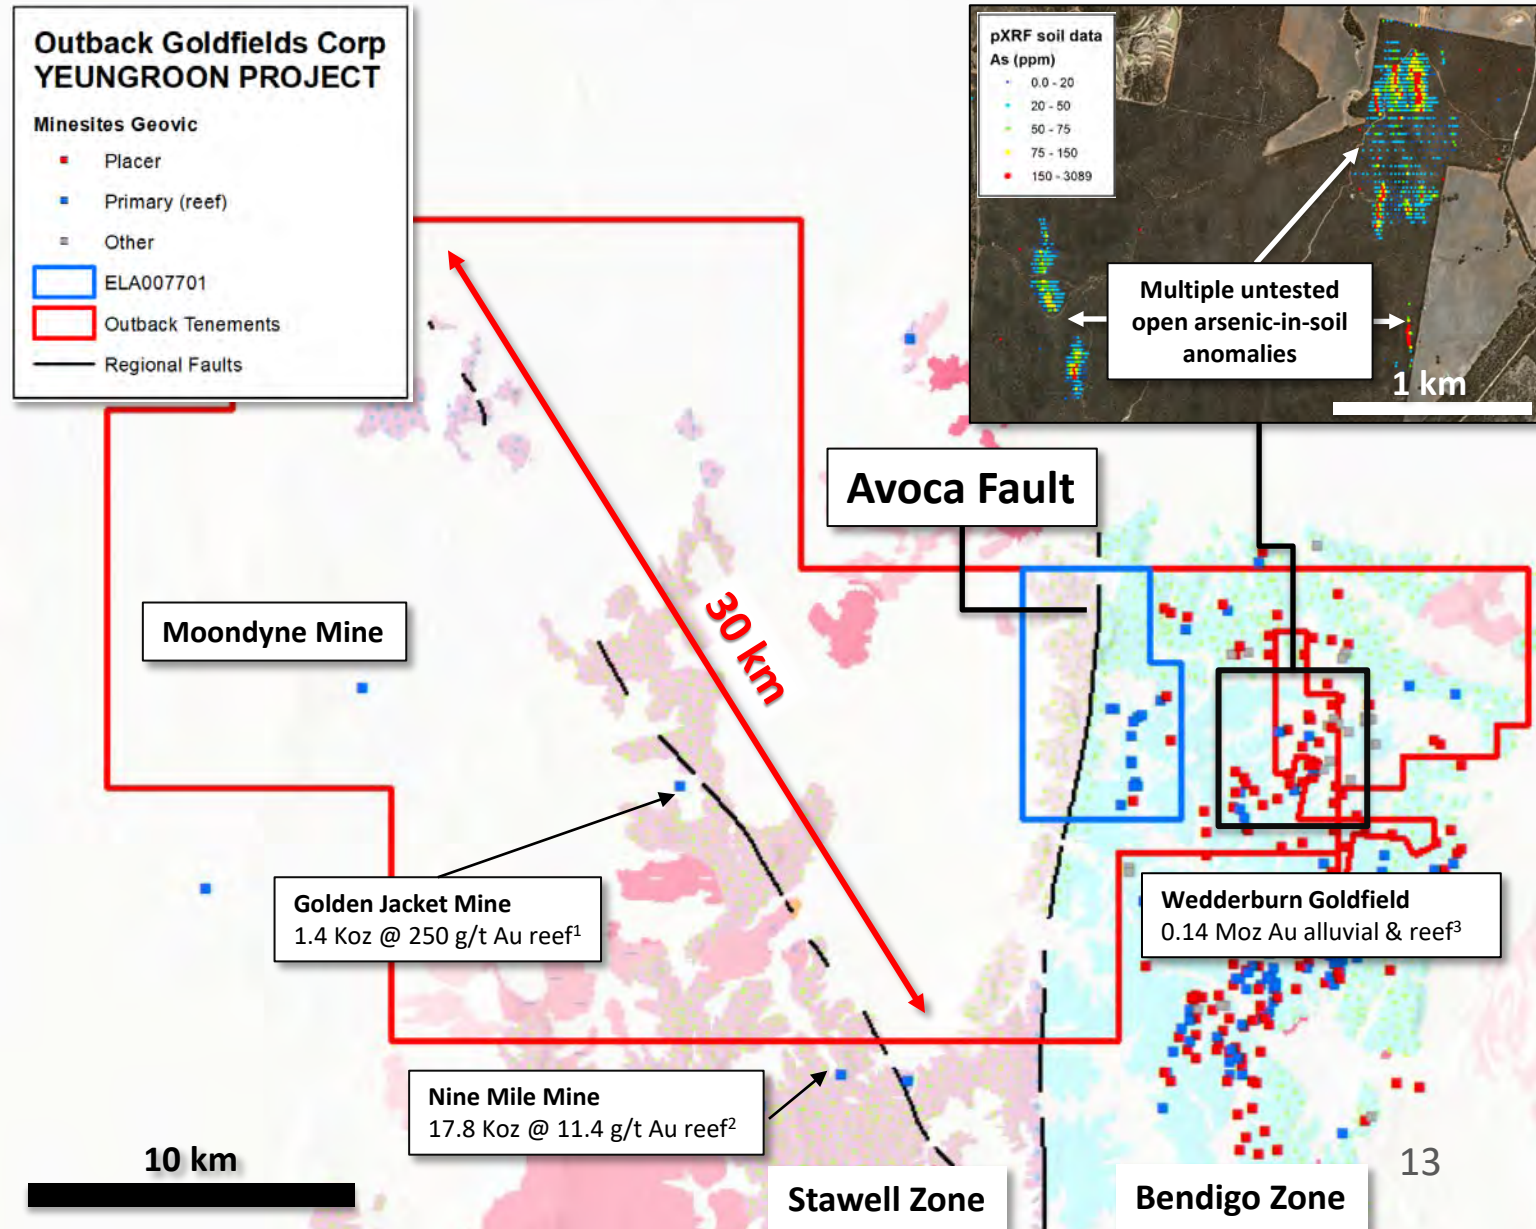 Outback Goldfields Corp
YEUNGROON PROJECT
Minesites Geovic
Placer
Primary (reef)
Other
ELA007701
Outback Tenements
Regional Faults
pXRF soil data
As (ppm)
0.0 - 20
20 - 50
50 - 75
75 - 150
150 - 3089
Multiple untested
open arsenic-in-soil
anomalies
1 km
Avoca Fault
30 km
Moondyne Mine
Golden Jacket Mine
1.4 Koz @ 250 g/t Au reef¹
Wedderburn Goldfield
0.14 Moz Au alluvial & reef³
Nine Mile Mine
17.8 Koz @ 11.4 g/t Au reef²
10 km
Stawell Zone
Bendigo Zone
13